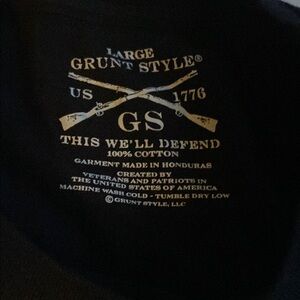 LARGE
GRUNT STYLE®
US 1776
GS
THIS WE'LL DEFEND
100% COTTON
GARMENT MADE IN HONDURAS
CREATED BY
VETERANS AND PATRIOTS IN
THE UNITED STATES OF AMERICA
MACHINE WASH COLD - TUMBLE DRY LOW
© GRUNT STYLE, LLC